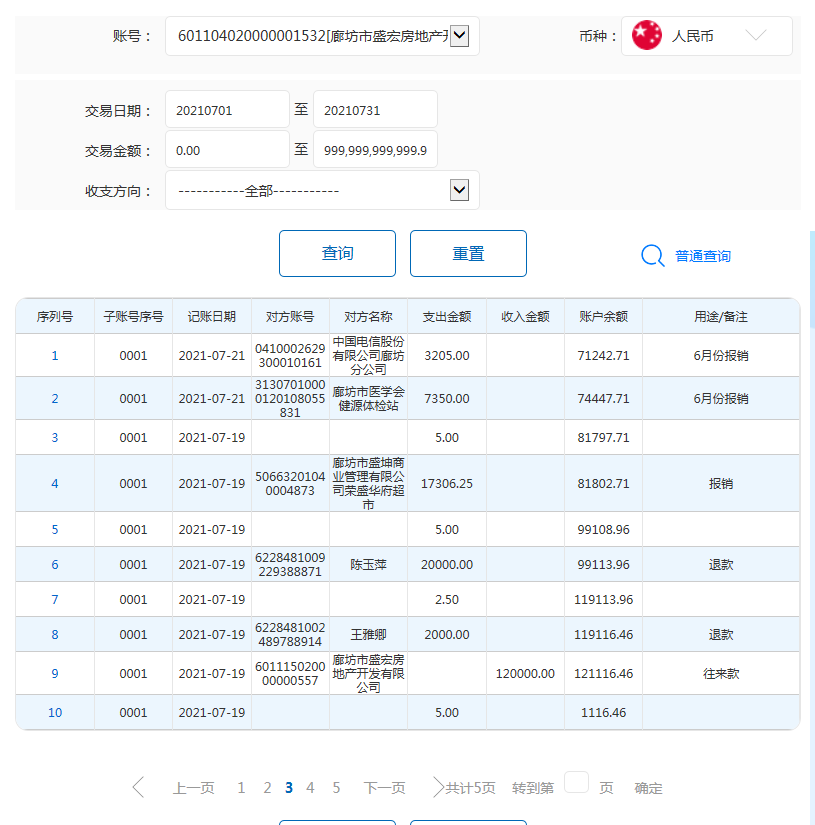 账号： 601104020000001532[廊坊市盛宏房地产开 币种： 人民币
交易日期： 20210701 至 20210731
交易金额： 0.00 至 999,999,999,999.9
收支方向： -----------全部-----------
查询 重置 普通查询
序列号 子账号序号 记账日期 对方账号 对方名称 支出金额 收入金额 账户余额 用途/备注
1 0001 2021-07-21 0410002629300010161 中国电信股份有限公司廊坊分公司 3205.00 71242.71 6月份报销
2 0001 2021-07-21 31307010000120108055831 廊坊市医学会健源体检站 7350.00 74447.71 6月份报销
3 0001 2021-07-19 5.00 81797.71
4 0001 2021-07-19 50663201040004873 廊坊市盛坤商业管理有限公司荣盛华府超市 17306.25 81802.71 报销
5 0001 2021-07-19 5.00 99108.96
6 0001 2021-07-19 6228481009229388871 陈玉萍 20000.00 99113.96 退款
7 0001 2021-07-19 2.50 119113.96
8 0001 2021-07-19 6228481002489788914 王雅卿 2000.00 119116.46 退款
9 0001 2021-07-19 601115020000000557 廊坊市盛宏房地产开发有限公司 120000.00 121116.46 往来款
10 0001 2021-07-19 5.00 1116.46
上一页 1 2 3 4 5 下一页 共计5页 转到第 页 确定